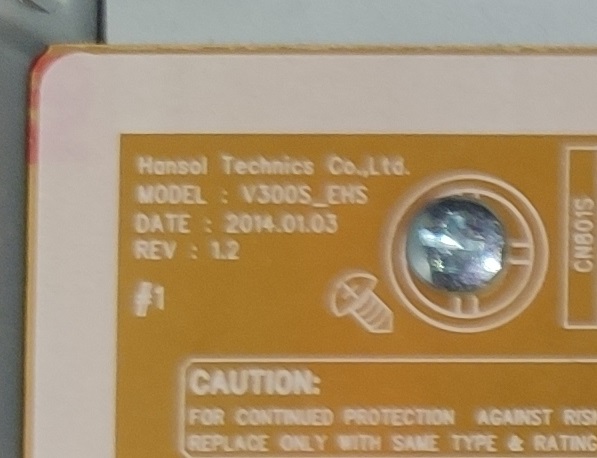 Hansol Technics Co.,Ltd.
MODEL : V300S_EHS
DATE : 2014.01.03
REV : 1.2
#1
CN801S
CAUTION:
FOR CONTINUED PROTECTION AGAINST RISK
REPLACE ONLY WITH SAME TYPE & RATING